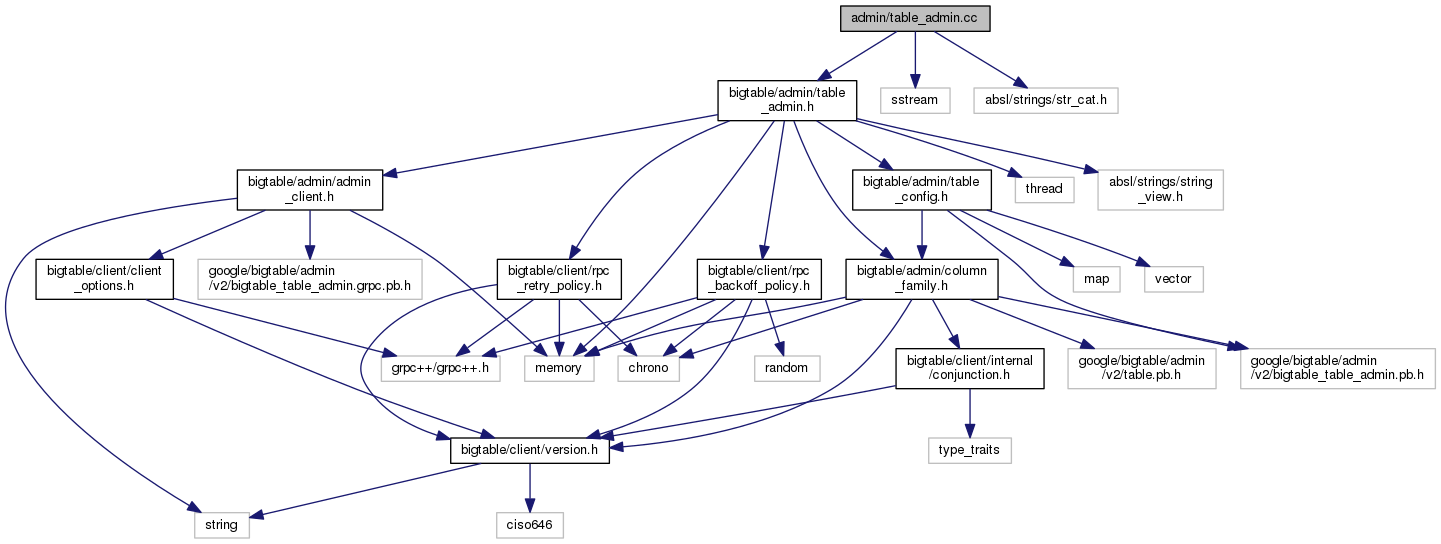 admin/table_admin.cc
bigtable/admin/table
_admin.h
sstream
absl/strings/str_cat.h
bigtable/admin/admin
_client.h
bigtable/admin/table
_config.h
thread
absl/strings/string
_view.h
bigtable/client/client
_options.h
google/bigtable/admin
/v2/bigtable_table_admin.grpc.pb.h
bigtable/client/rpc
_retry_policy.h
bigtable/client/rpc
_backoff_policy.h
bigtable/admin/column
_family.h
map
vector
grpc++/grpc++.h
memory
chrono
random
bigtable/client/internal
/conjunction.h
google/bigtable/admin
/v2/table.pb.h
google/bigtable/admin
/v2/bigtable_table_admin.pb.h
bigtable/client/version.h
type_traits
string
ciso646